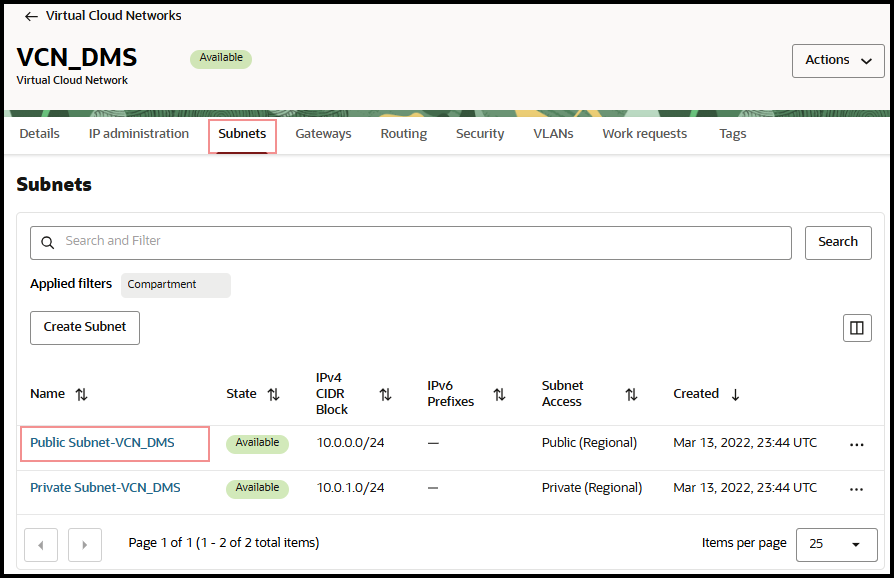 ← Virtual Cloud Networks
VCN_DMS
Available
Virtual Cloud Network
Actions
Details IP administration Subnets Gateways Routing Security VLANs Work requests Tags
Subnets
Search and Filter
Search
Applied filters Compartment
Create Subnet
Name State IPv4 CIDR Block IPv6 Prefixes Subnet Access Created ↓
Public Subnet-VCN_DMS Available 10.0.0.0/24 — Public (Regional) Mar 13, 2022, 23:44 UTC ...
Private Subnet-VCN_DMS Available 10.0.1.0/24 — Private (Regional) Mar 13, 2022, 23:44 UTC ...
Page 1 of 1 (1 - 2 of 2 total items) Items per page 25